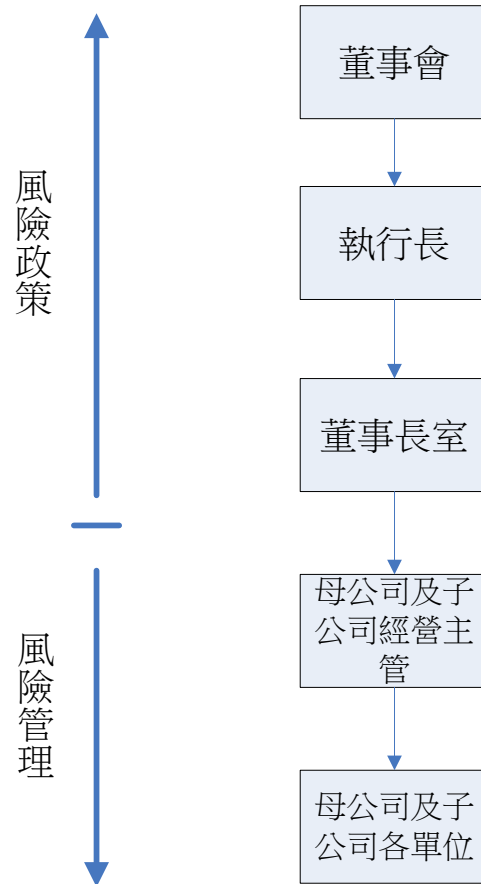 董事會
執行長
風險政策
董事長室
母公司及子
公司經營主
管
風險管理
母公司及子
公司各單位